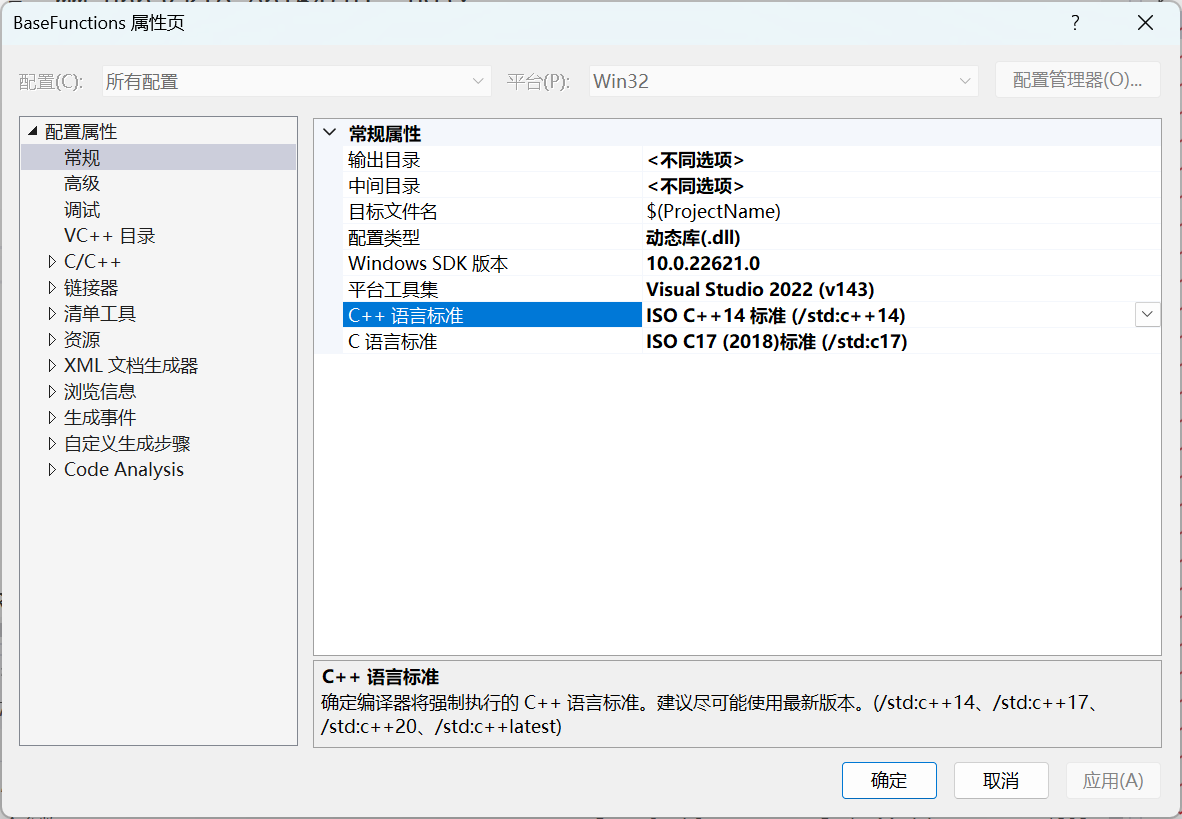 BaseFunctions 属性页
?
配置(C): 所有配置 平台(P): Win32 配置管理器(O)...
配置属性
常规
高级
调试
VC++ 目录
C/C++
链接器
清单工具
资源
XML 文档生成器
浏览信息
生成事件
自定义生成步骤
Code Analysis
常规属性
输出目录 <不同选项>
中间目录 <不同选项>
目标文件名 $(ProjectName)
配置类型 动态库(.dll)
Windows SDK 版本 10.0.22621.0
平台工具集 Visual Studio 2022 (v143)
C++ 语言标准 ISO C++14 标准 (/std:c++14)
C 语言标准 ISO C17 (2018)标准 (/std:c17)
C++ 语言标准
确定编译器将强制执行的 C++ 语言标准。建议尽可能使用最新版本。(/std:c++14、/std:c++17、
/std:c++20、/std:c++latest)
确定 取消 应用(A)